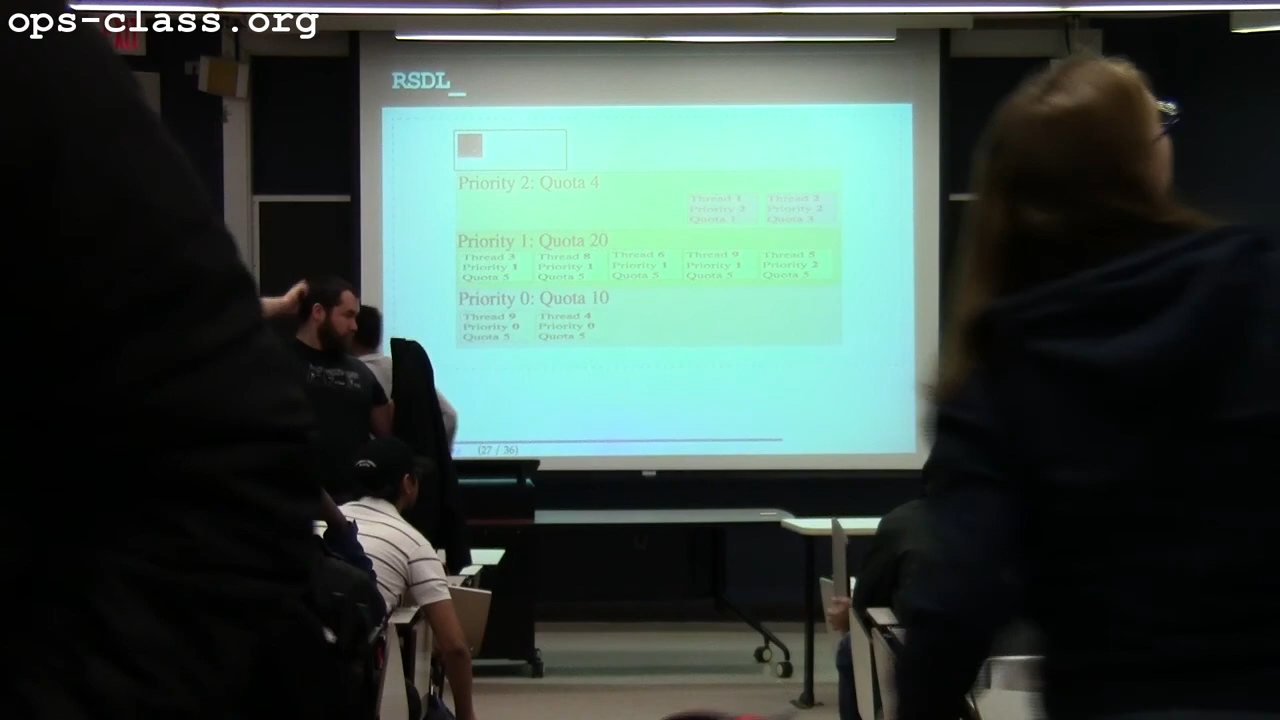 ops-class.org
RSDL_
Priority 2: Quota 4
Thread 1
Priority 2
Thread 2
Priority 2
Quota 3
Priority 1: Quota 20
Thread 3
Priority 1
Quota 5
Thread 8
Priority 1
Quota 5
Thread 6
Priority 1
Quota 5
Thread 9
Priority 1
Quota 5
Thread 5
Priority 2
Quota 5
Priority 0: Quota 10
Thread 9
Priority 0
Quota 5
Thread 4
Priority 0
Quota 5
(27 / 36)